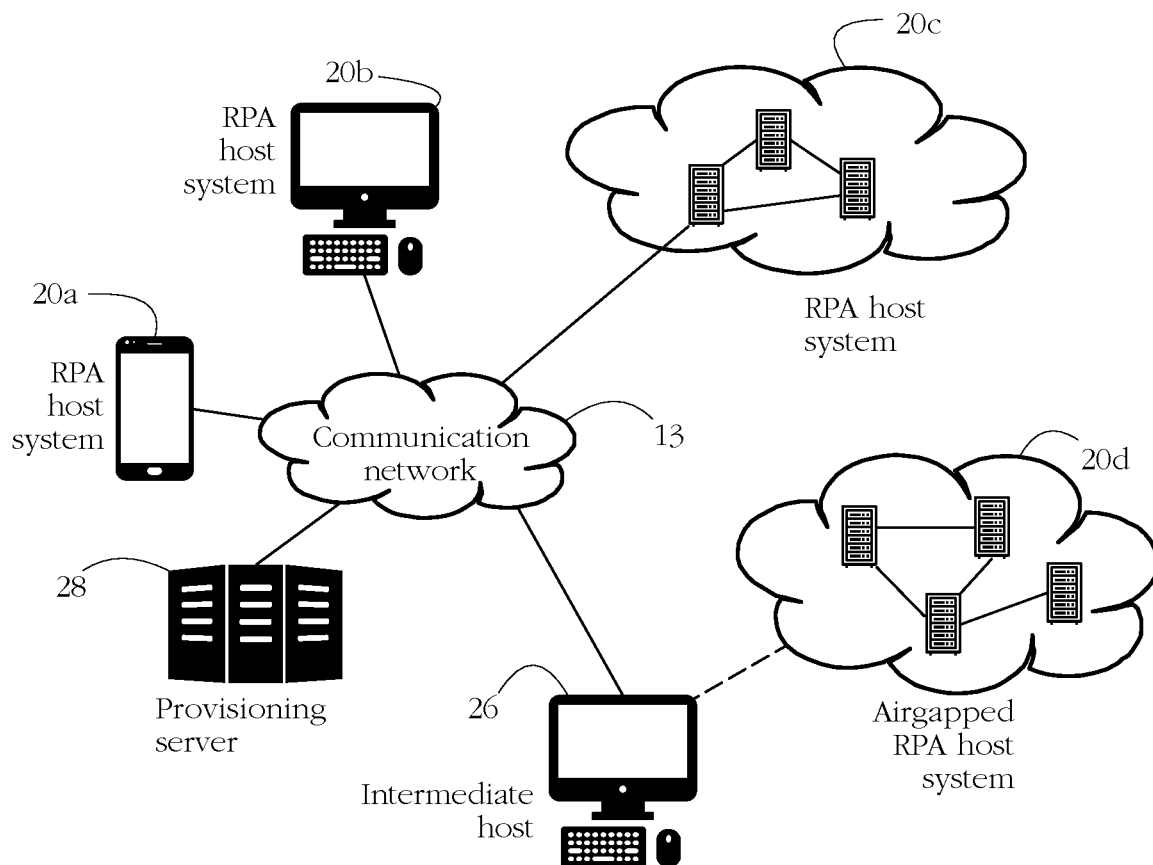 20c
20b
RPA
host
system
20a
RPA
host
system
RPA host
system
Communication
network
13
20d
28
Provisioning
server
26
Airgapped
RPA host
system
Intermediate
host